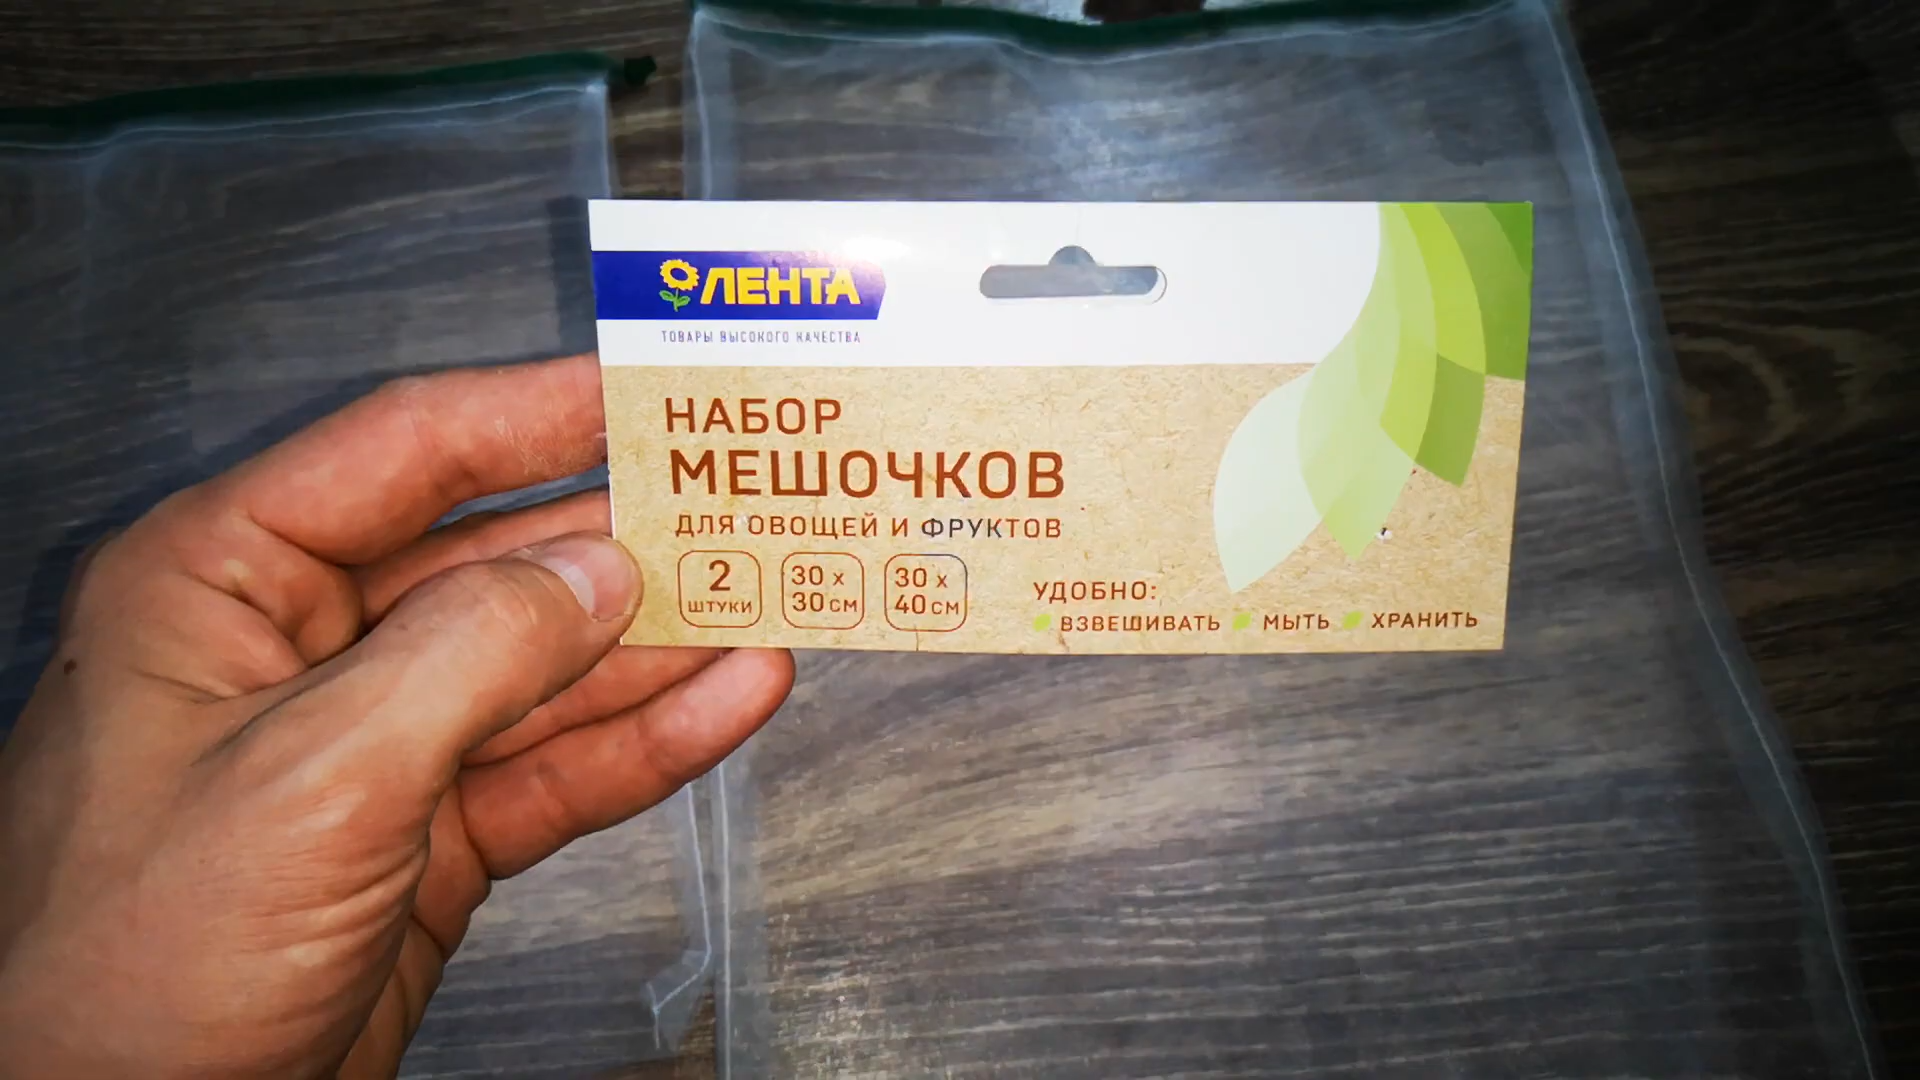 ЛЕНТА
ТОВАРЫ ВЫСОКОГО КАЧЕСТВА
НАБОР
МЕШОЧКОВ
ДЛЯ ОВОЩЕЙ И ФРУКТОВ
2
ШТУКИ
30 х
30 СМ
30 х
40 СМ
УДОБНО:
ВЗВЕШИВАТЬ МЫТЬ ХРАНИТЬ